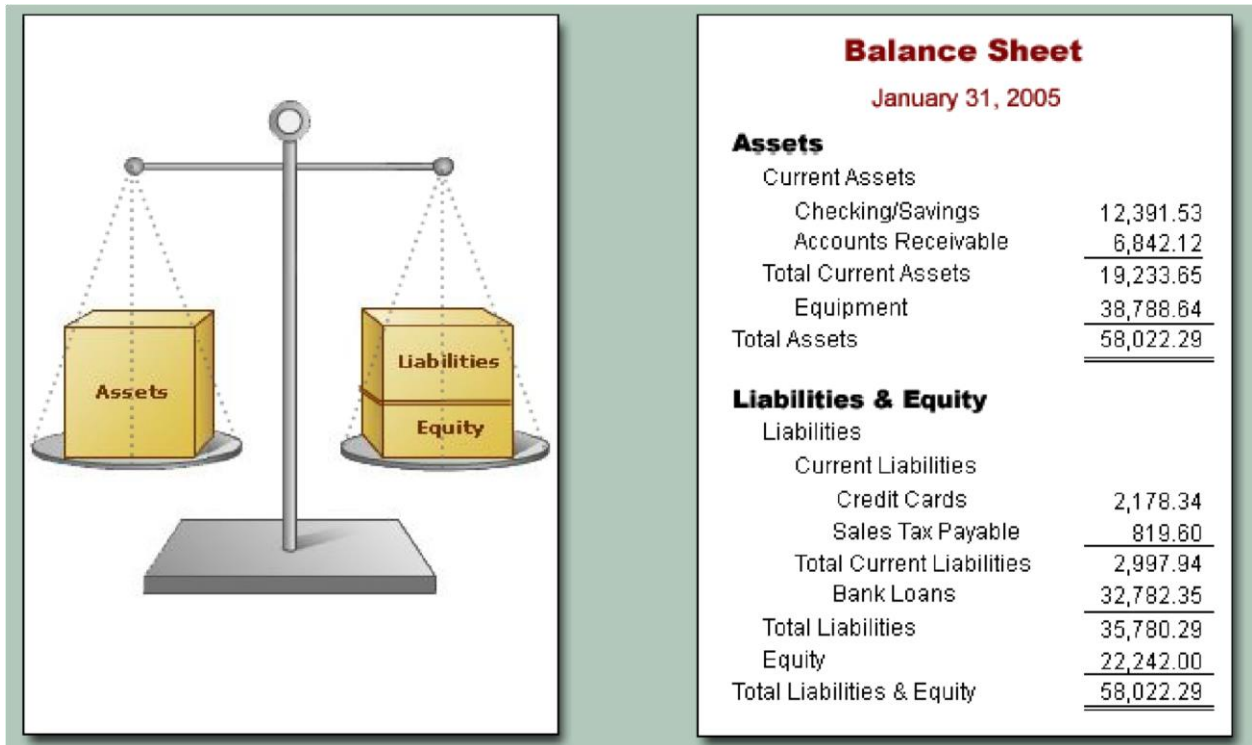 Assets
Liabilities
Equity
Balance Sheet
January 31, 2005
Assets
Current Assets
Checking/Savings 12,391.53
Accounts Receivable 6,842.12
Total Current Assets 19,233.65
Equipment 38,788.64
Total Assets 58,022.29
Liabilities & Equity
Liabilities
Current Liabilities
Credit Cards 2,178.34
Sales Tax Payable 819.60
Total Current Liabilities 2,997.94
Bank Loans 32,782.35
Total Liabilities 35,780.29
Equity 22,242.00
Total Liabilities & Equity 58,022.29